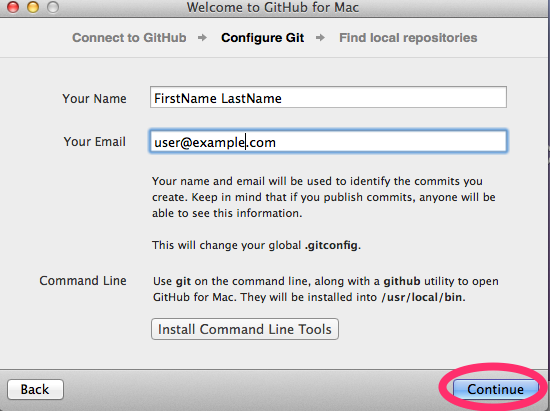 Welcome to GitHub for Mac
Connect to GitHub → Configure Git → Find local repositories
Your Name FirstName LastName
Your Email user@example.com
Your name and email will be used to identify the commits you
create. Keep in mind that if you publish commits, anyone will be
able to see this information.
This will change your global .gitconfig.
Command Line Use git on the command line, along with a github utility to open
GitHub for Mac. They will be installed into /usr/local/bin.
Install Command Line Tools
Back Continue